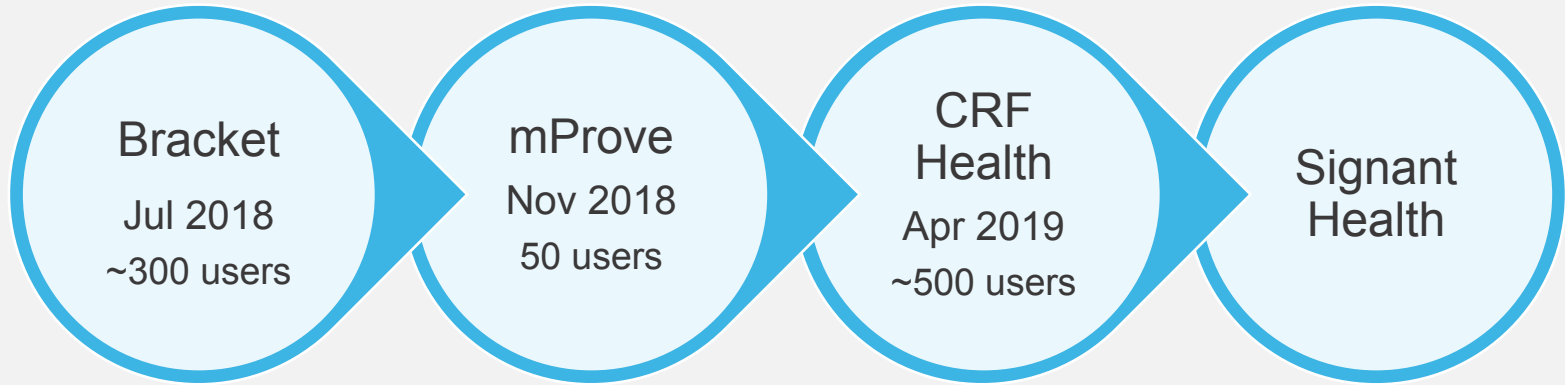 Bracket
Jul 2018
~300 users
mProve
Nov 2018
50 users
CRF
Health
Apr 2019
~500 users
Signant
Health